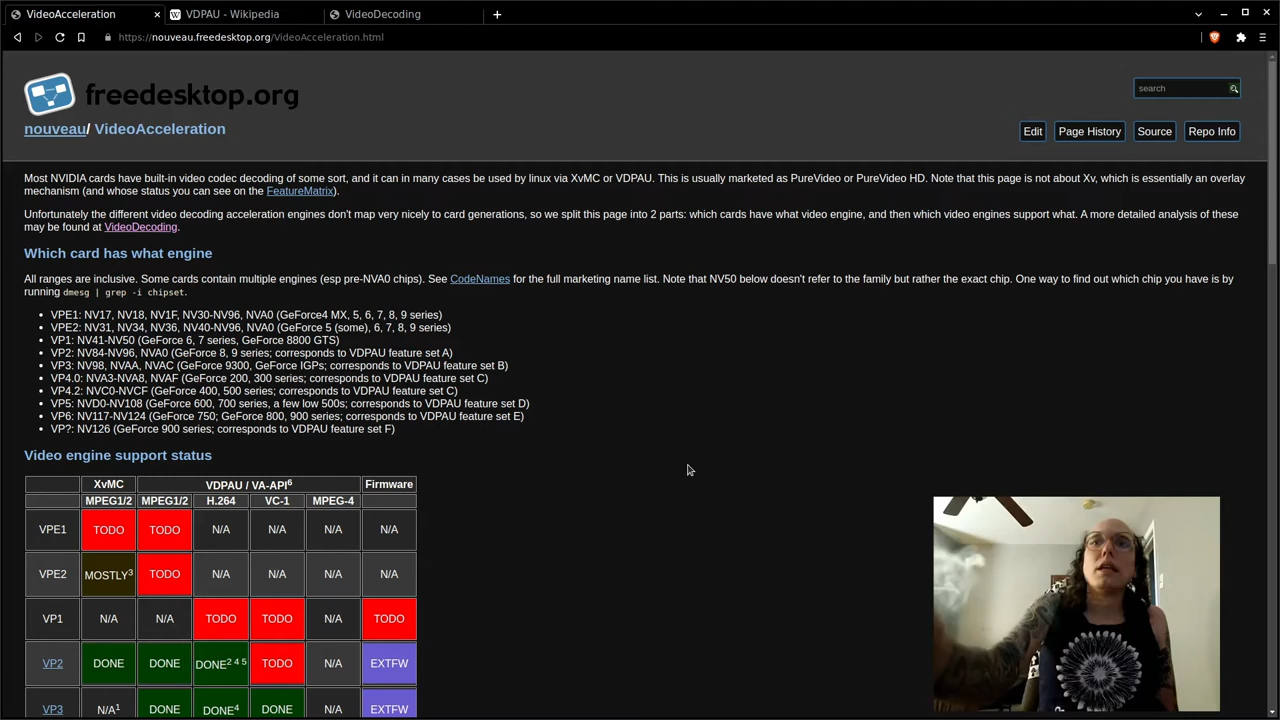 VideoAcceleration
VDPAU - Wikipedia
VideoDecoding
https://nouveau.freedesktop.org/VideoAcceleration.html
freedesktop.org
search
nouveau/ VideoAcceleration
Edit
Page History
Source
Repo Info
Most NVIDIA cards have built-in video codec decoding of some sort, and it can in many cases be used by linux via XvMC or VDPAU. This is usually marketed as PureVideo or PureVideo HD. Note that this page is not about Xv, which is essentially an overlay
mechanism (and whose status you can see on the FeatureMatrix).
Unfortunately the different video decoding acceleration engines don't map very nicely to card generations, so we split this page into 2 parts: which cards have what video engine, and then which video engines support what. A more detailed analysis of these
may be found at VideoDecoding.
Which card has what engine
All ranges are inclusive. Some cards contain multiple engines (esp pre-NVA0 chips). See CodeNames for the full marketing name list. Note that NV50 below doesn't refer to the family but rather the exact chip. One way to find out which chip you have is by
running dmesg | grep -i chipset.
• VPE1: NV17, NV18, NV1F, NV30-NV96, NVA0 (GeForce4 MX, 5, 6, 7, 8, 9 series)
• VPE2: NV31, NV34, NV36, NV40-NV96, NVA0 (GeForce 5 (some), 6, 7, 8, 9 series)
• VP1: NV41-NV50 (GeForce 6, 7 series, GeForce 8800 GTS)
• VP2: NV84-NV96, NVA0 (GeForce 8, 9 series; corresponds to VDPAU feature set A)
• VP3: NV98, NVAA, NVAC (GeForce 9300, GeForce IGPs; corresponds to VDPAU feature set B)
• VP4.0: NVA3-NVA8, NVAF (GeForce 200, 300 series; corresponds to VDPAU feature set C)
• VP4.2: NVC0-NVCF (GeForce 400, 500 series; corresponds to VDPAU feature set C)
• VP5: NVD0-NV108 (GeForce 600, 700 series, a few low 500s; corresponds to VDPAU feature set D)
• VP6: NV117-NV124 (GeForce 750; GeForce 800, 900 series; corresponds to VDPAU feature set E)
• VP?: NV126 (GeForce 900 series; corresponds to VDPAU feature set F)
Video engine support status
XvMC VDPAU / VA-API⁶ Firmware
MPEG1/2 MPEG1/2 H.264 VC-1 MPEG-4
VPE1 TODO TODO N/A N/A N/A N/A
VPE2 MOSTLY³ TODO N/A N/A N/A N/A
VP1 N/A N/A TODO TODO N/A TODO
VP2 DONE DONE DONE² ⁴ ⁵ TODO N/A EXTFW
VP3 N/A¹ DONE DONE⁴ DONE N/A EXTFW